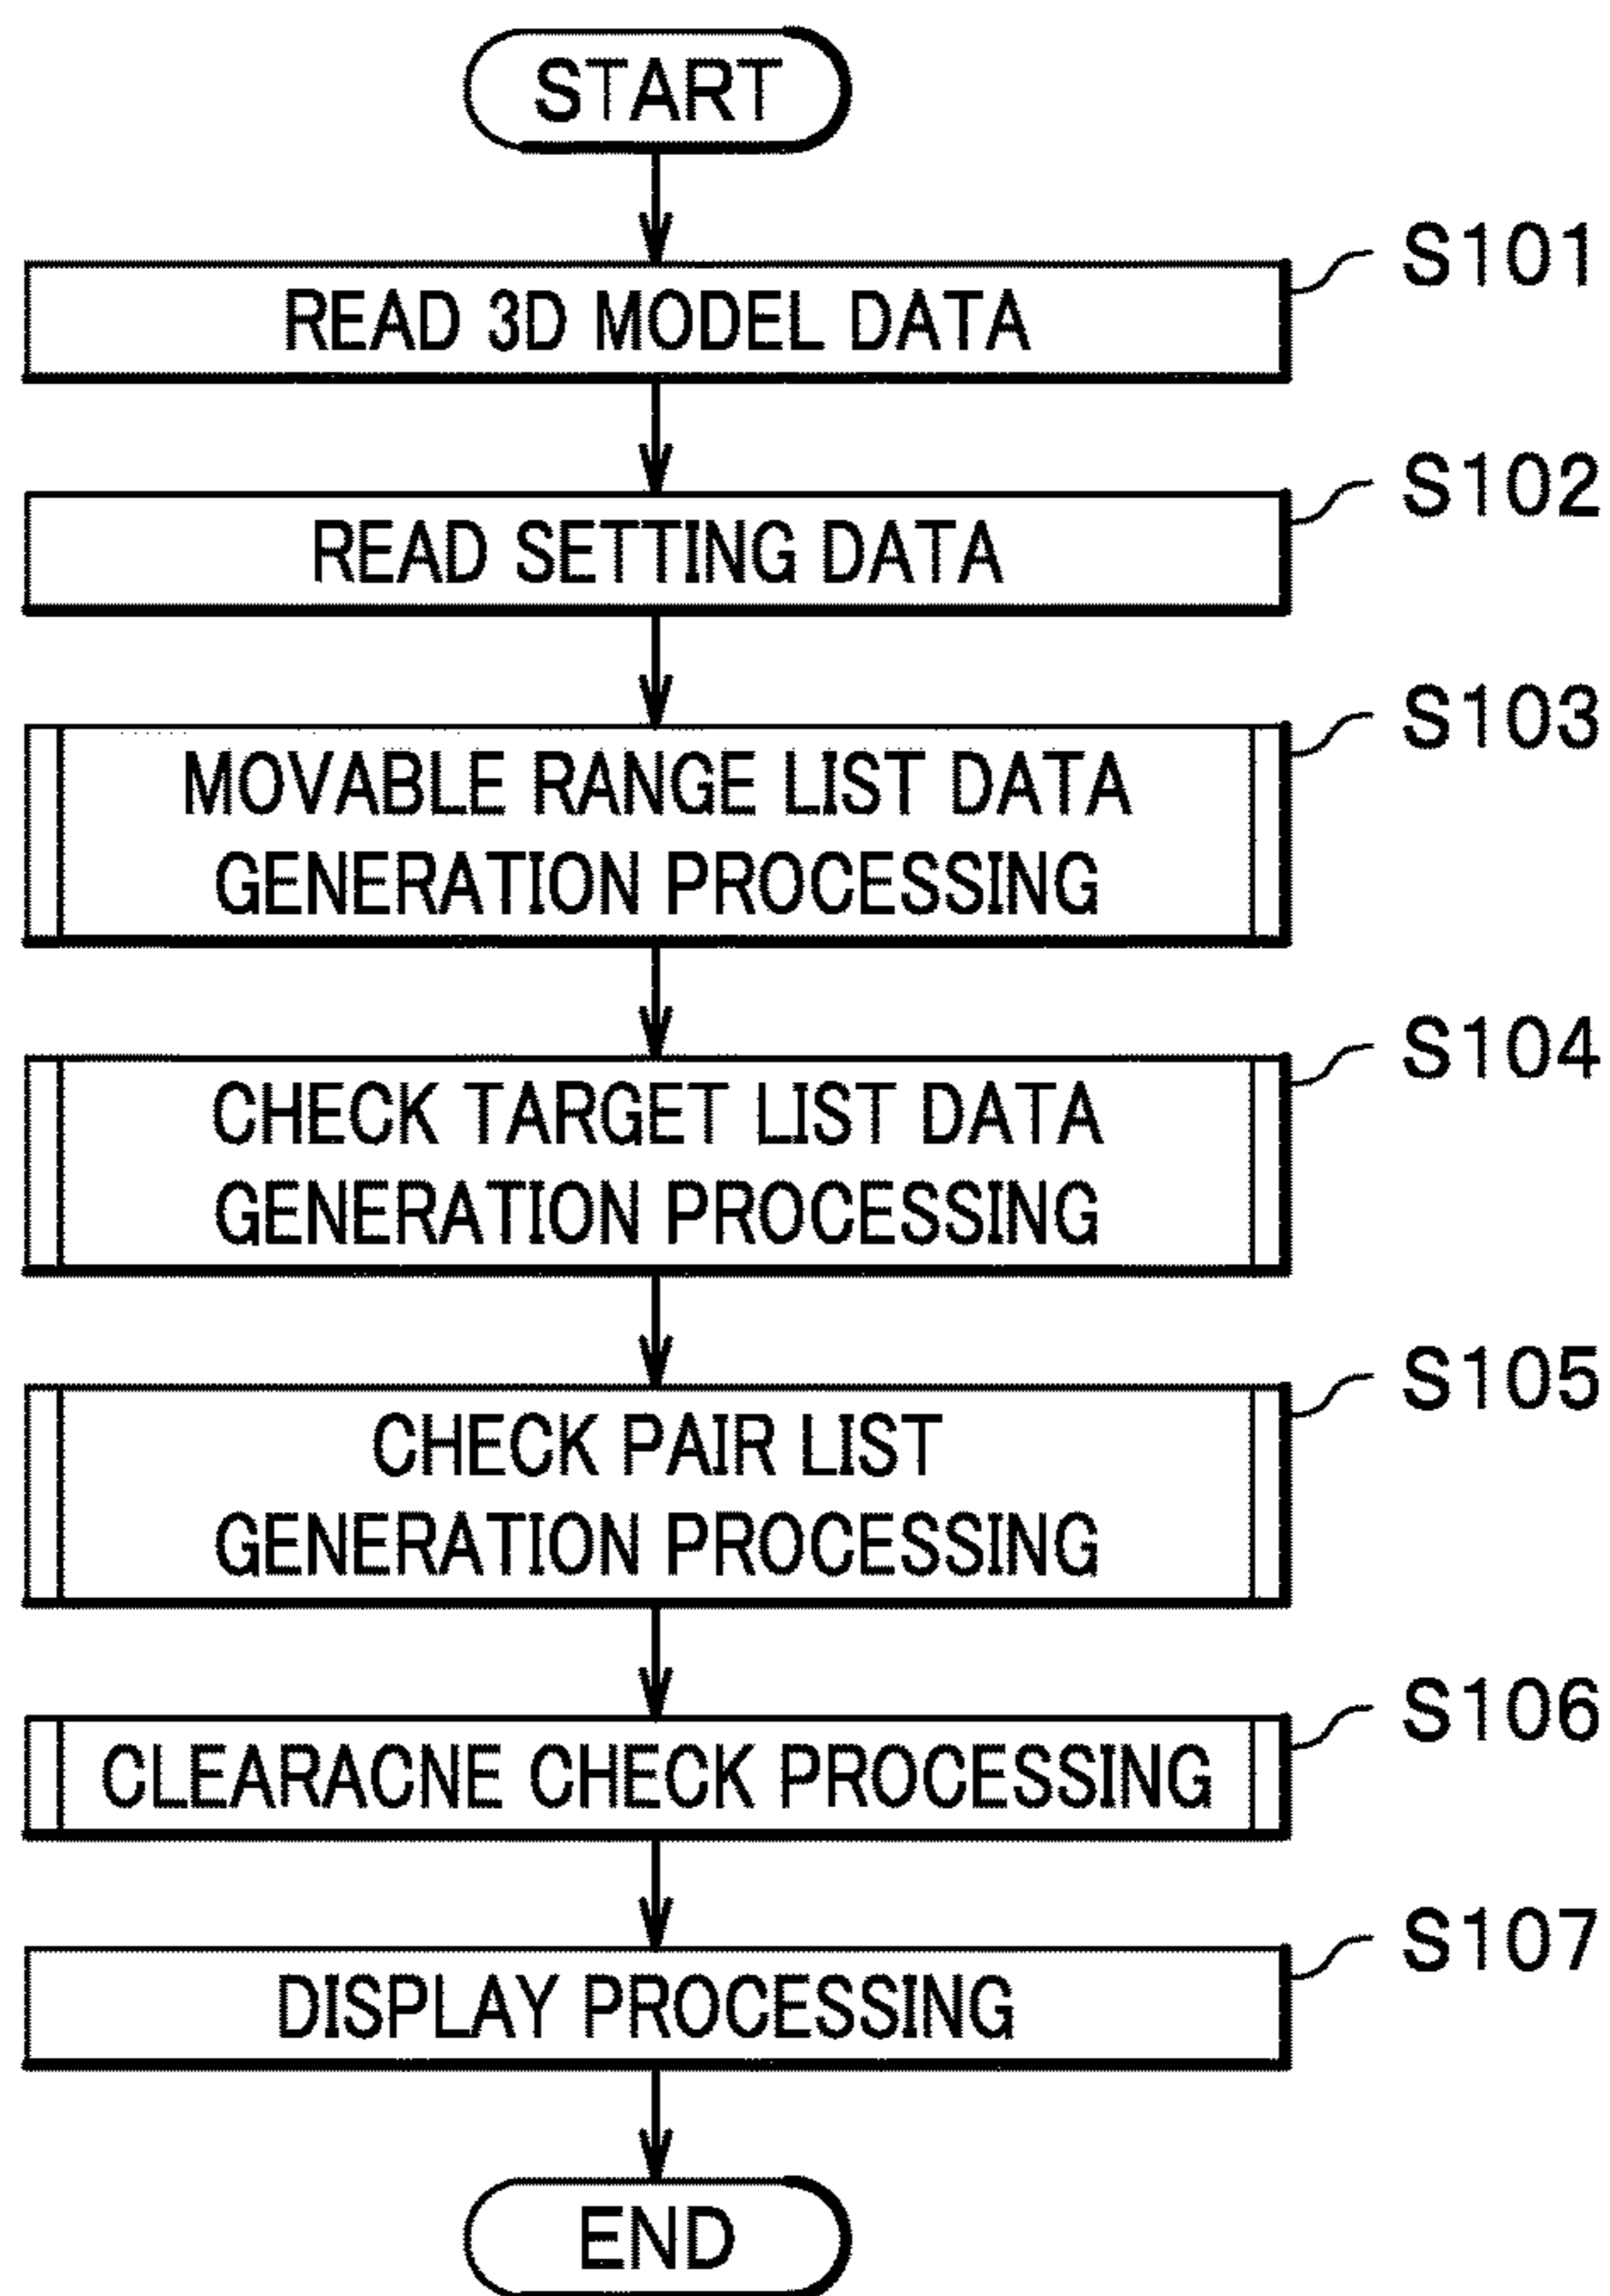 START
READ 3D MODEL DATA
S101
READ SETTING DATA
S102
MOVABLE RANGE LIST DATA
GENERATION PROCESSING
S103
CHECK TARGET LIST DATA
GENERATION PROCESSING
S104
CHECK PAIR LIST
GENERATION PROCESSING
S105
CLEARACNE CHECK PROCESSING
S106
DISPLAY PROCESSING
S107
END